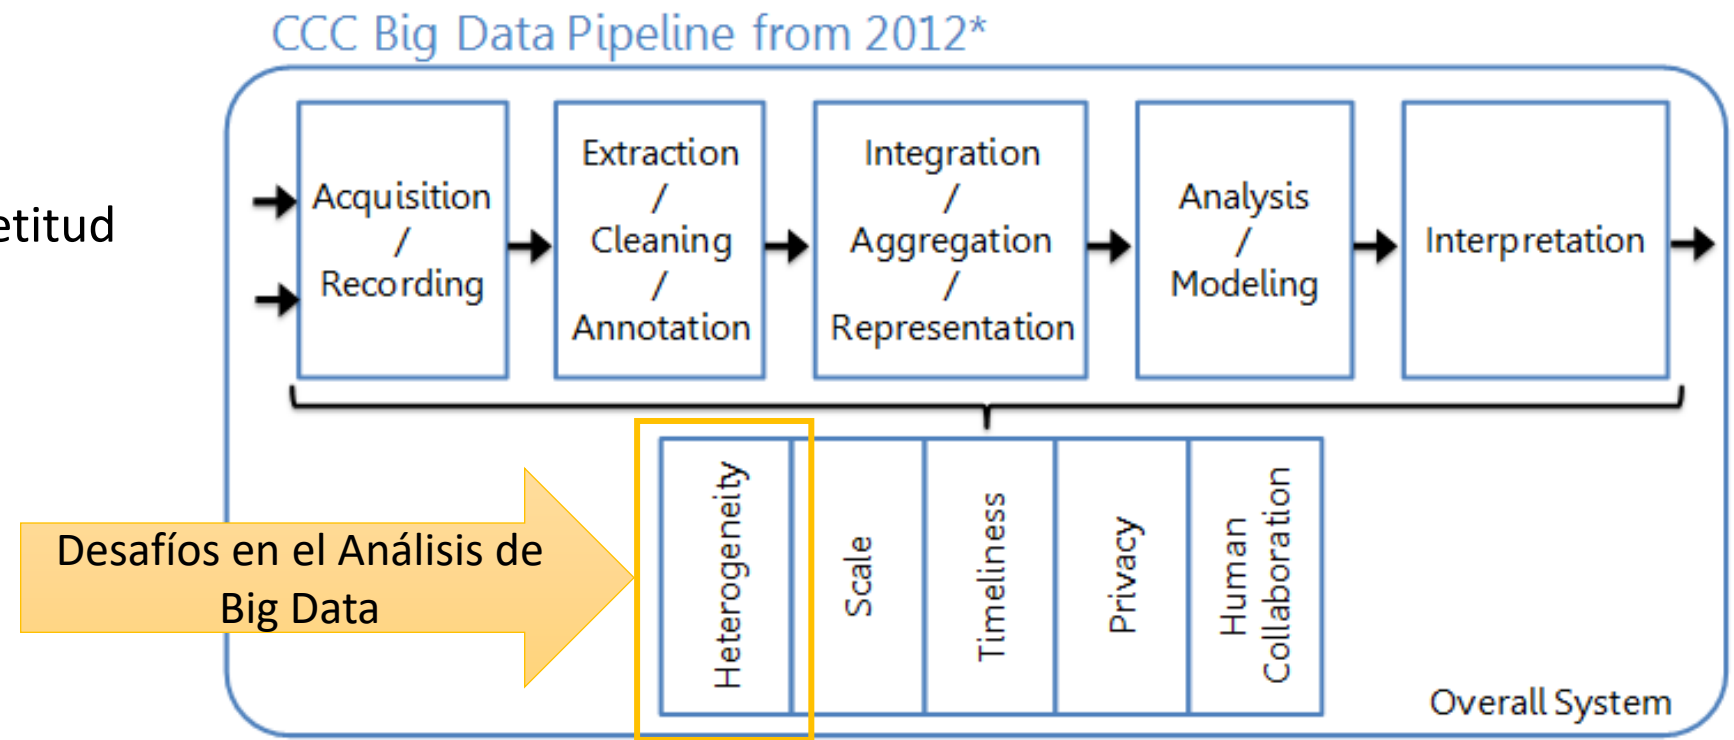 CCC Big Data Pipeline from 2012*
etitud
Acquisition
/
Recording
Extraction
/
Cleaning
/
Annotation
Integration
/
Aggregation
/
Representation
Analysis
/
Modeling
Interpretation
Desafíos en el Análisis de
Big Data
Heterogeneity
Scale
Timeliness
Privacy
Human
Collaboration
Overall System